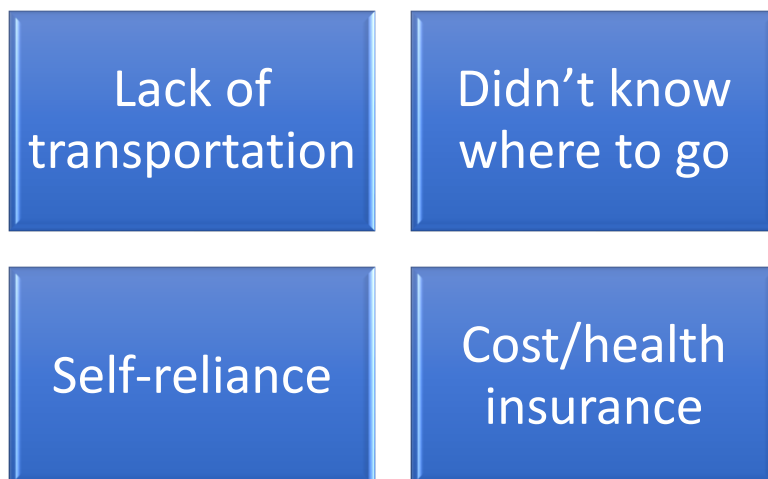 Lack of
transportation
Didn’t know
where to go
Self-reliance
Cost/health
insurance